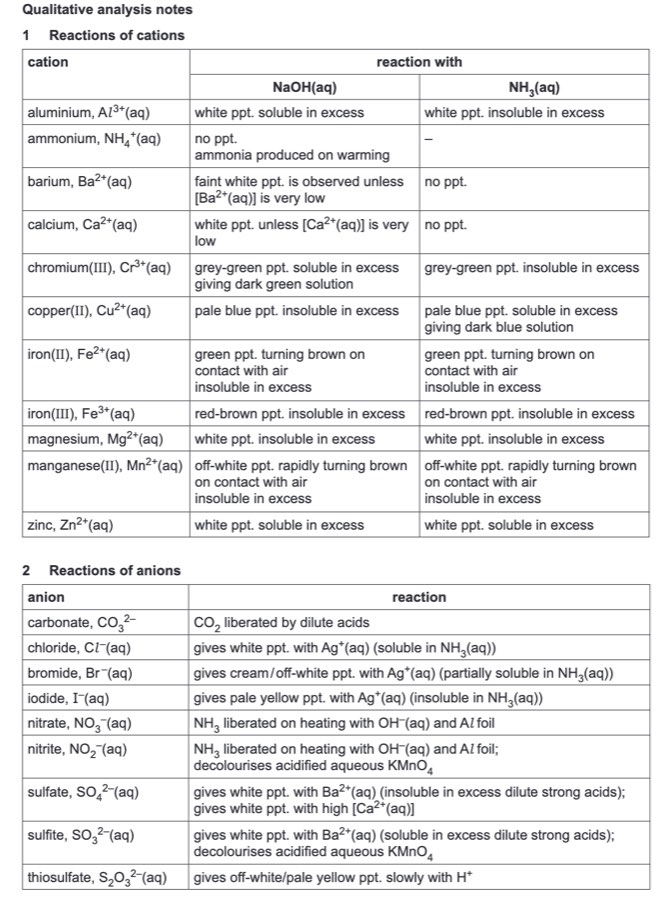 Qualitative analysis notes
1 Reactions of cations
cation
reaction with
NaOH(aq)
NH₃(aq)
aluminium, Al³⁺(aq)
white ppt. soluble in excess
white ppt. insoluble in excess
ammonium, NH₄⁺(aq)
no ppt.
ammonia produced on warming
–
barium, Ba²⁺(aq)
faint white ppt. is observed unless
[Ba²⁺(aq)] is very low
no ppt.
calcium, Ca²⁺(aq)
white ppt. unless [Ca²⁺(aq)] is very
low
no ppt.
chromium(III), Cr³⁺(aq)
grey-green ppt. soluble in excess
giving dark green solution
grey-green ppt. insoluble in excess
copper(II), Cu²⁺(aq)
pale blue ppt. insoluble in excess
pale blue ppt. soluble in excess
giving dark blue solution
iron(II), Fe²⁺(aq)
green ppt. turning brown on
contact with air
insoluble in excess
green ppt. turning brown on
contact with air
insoluble in excess
iron(III), Fe³⁺(aq)
red-brown ppt. insoluble in excess
red-brown ppt. insoluble in excess
magnesium, Mg²⁺(aq)
white ppt. insoluble in excess
white ppt. insoluble in excess
manganese(II), Mn²⁺(aq)
off-white ppt. rapidly turning brown
on contact with air
insoluble in excess
off-white ppt. rapidly turning brown
on contact with air
insoluble in excess
zinc, Zn²⁺(aq)
white ppt. soluble in excess
white ppt. soluble in excess
2 Reactions of anions
anion
reaction
carbonate, CO₃²⁻
CO₂ liberated by dilute acids
chloride, Cl⁻(aq)
gives white ppt. with Ag⁺(aq) (soluble in NH₃(aq))
bromide, Br⁻(aq)
gives cream/off-white ppt. with Ag⁺(aq) (partially soluble in NH₃(aq))
iodide, I⁻(aq)
gives pale yellow ppt. with Ag⁺(aq) (insoluble in NH₃(aq))
nitrate, NO₃⁻(aq)
NH₃ liberated on heating with OH⁻(aq) and Al foil
nitrite, NO₂⁻(aq)
NH₃ liberated on heating with OH⁻(aq) and Al foil;
decolourises acidified aqueous KMnO₄
sulfate, SO₄²⁻(aq)
gives white ppt. with Ba²⁺(aq) (insoluble in excess dilute strong acids);
gives white ppt. with high [Ca²⁺(aq)]
sulfite, SO₃²⁻(aq)
gives white ppt. with Ba²⁺(aq) (soluble in excess dilute strong acids);
decolourises acidified aqueous KMnO₄
thiosulfate, S₂O₃²⁻(aq)
gives off-white/pale yellow ppt. slowly with H⁺